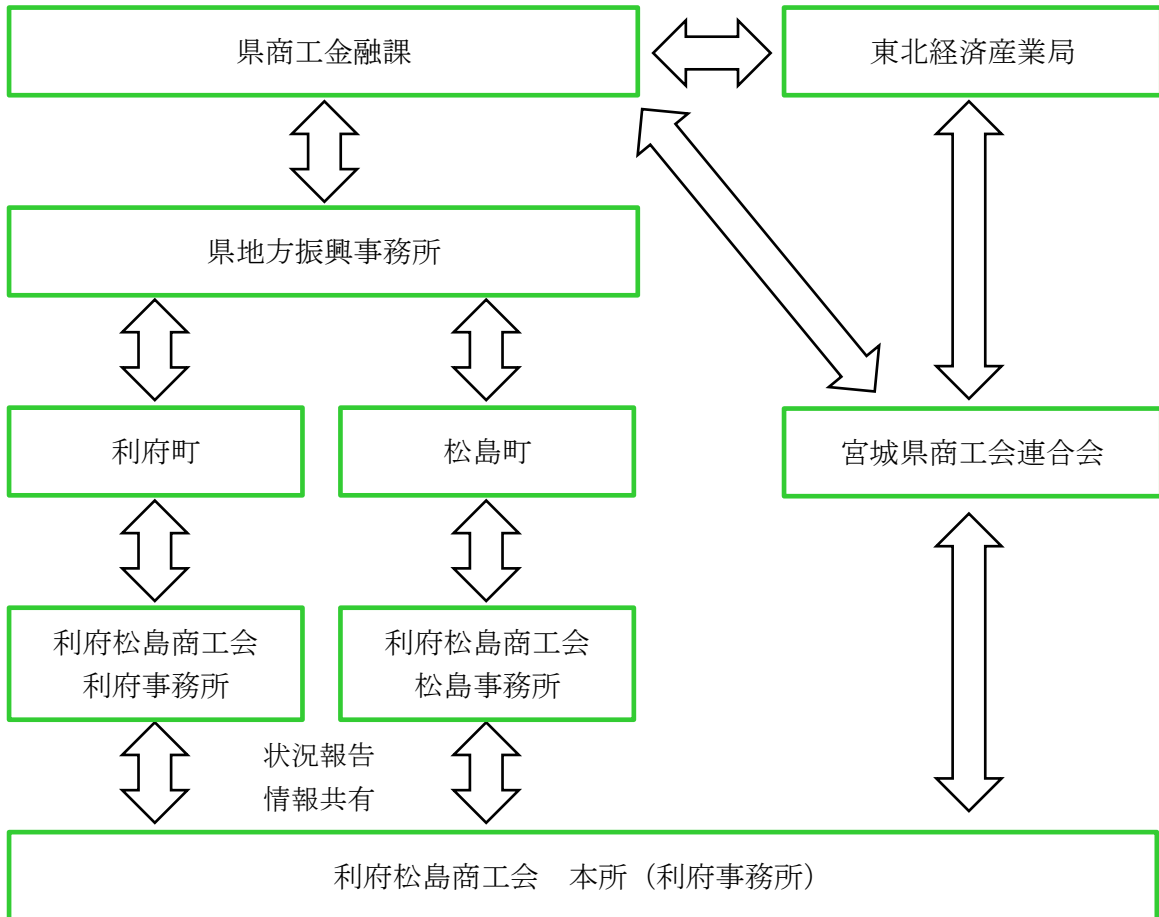 県商工金融課
東北経済産業局
県地方振興事務所
利府町
松島町
宮城県商工会連合会
利府松島商工会
利府事務所
利府松島商工会
松島事務所
状況報告
情報共有
利府松島商工会　本所（利府事務所）